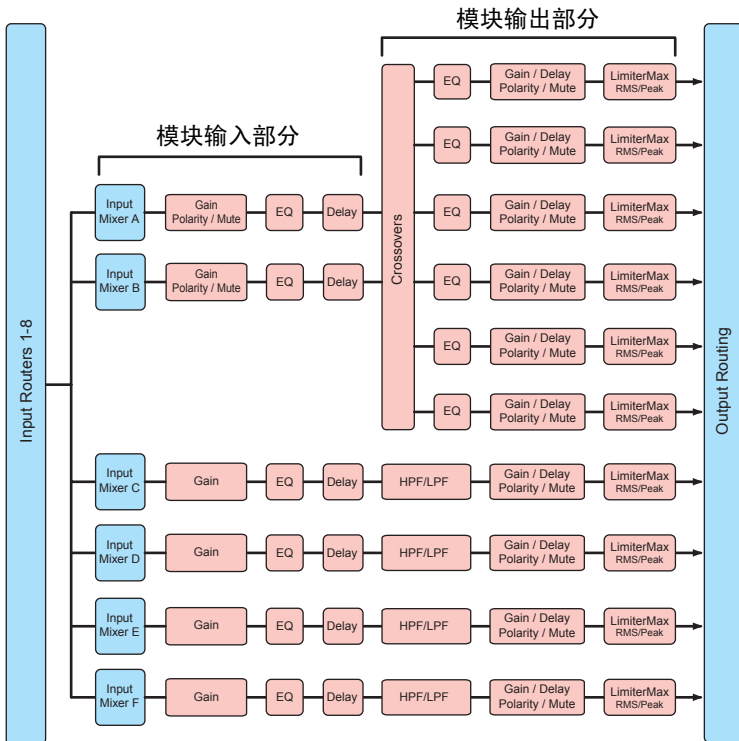 模块输出部分
模块输入部分
Input Routers 1-8
Crossovers
Output Routing
EQ
Gain / Delay
Polarity / Mute
LimiterMax
RMS/Peak
EQ
Gain / Delay
Polarity / Mute
LimiterMax
RMS/Peak
Input
Mixer A
Gain
Polarity / Mute
EQ
Delay
EQ
Gain / Delay
Polarity / Mute
LimiterMax
RMS/Peak
Input
Mixer B
Gain
Polarity / Mute
EQ
Delay
EQ
Gain / Delay
Polarity / Mute
LimiterMax
RMS/Peak
EQ
Gain / Delay
Polarity / Mute
LimiterMax
RMS/Peak
EQ
Gain / Delay
Polarity / Mute
LimiterMax
RMS/Peak
Input
Mixer C
Gain
EQ
Delay
HPF/LPF
Gain / Delay
Polarity / Mute
LimiterMax
RMS/Peak
Input
Mixer D
Gain
EQ
Delay
HPF/LPF
Gain / Delay
Polarity / Mute
LimiterMax
RMS/Peak
Input
Mixer E
Gain
EQ
Delay
HPF/LPF
Gain / Delay
Polarity / Mute
LimiterMax
RMS/Peak
Input
Mixer F
Gain
EQ
Delay
HPF/LPF
Gain / Delay
Polarity / Mute
LimiterMax
RMS/Peak